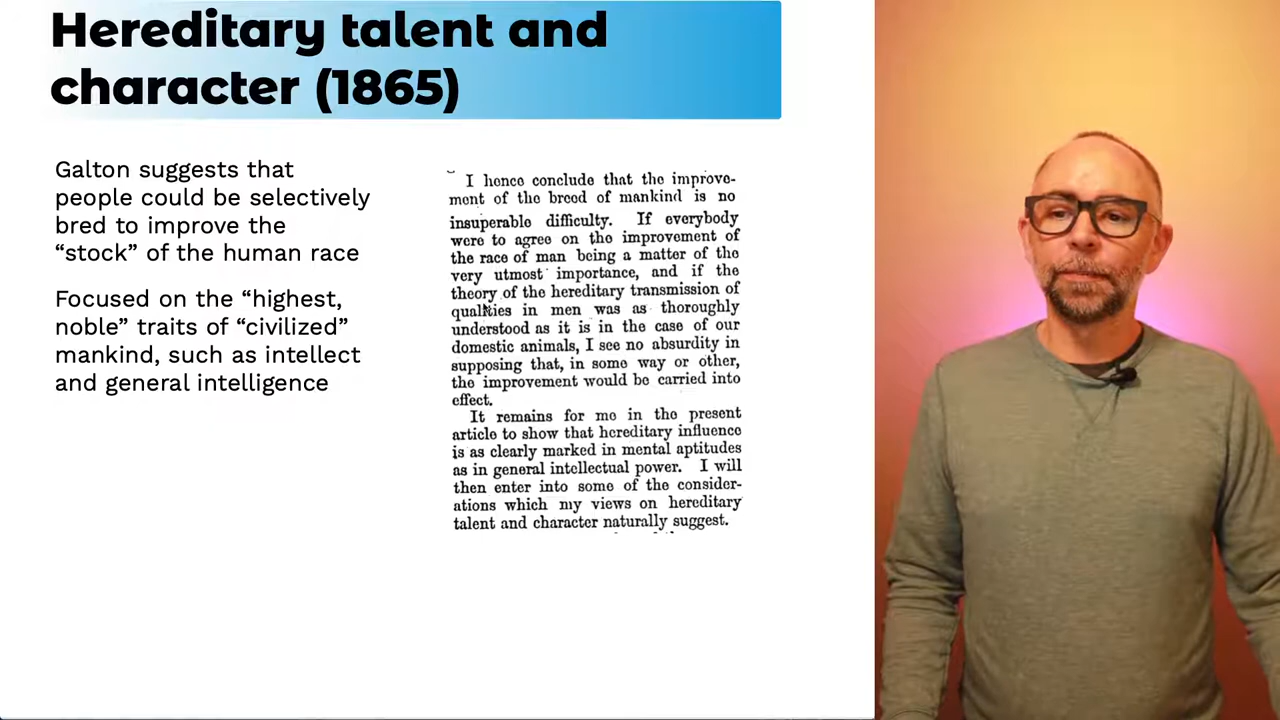 Hereditary talent and
character (1865)
Galton suggests that
people could be selectively
bred to improve the
“stock” of the human race
Focused on the “highest,
noble” traits of “civilized”
mankind, such as intellect
and general intelligence
I hence conclude that the improve-
ment of the breed of mankind is no
insuperable difficulty. If everybody
were to agree on the improvement of
the race of man being a matter of the
very utmost importance, and if the
theory of the hereditary transmission of
qualities in men was as thoroughly
understood as it is in the case of our
domestic animals, I see no absurdity in
supposing that, in some way or other,
the improvement would be carried into
effect.
It remains for me in the present
article to show that hereditary influence
is as clearly marked in mental aptitudes
as in general intellectual power. I will
then enter into some of the consider-
ations which my views on hereditary
talent and character naturally suggest.